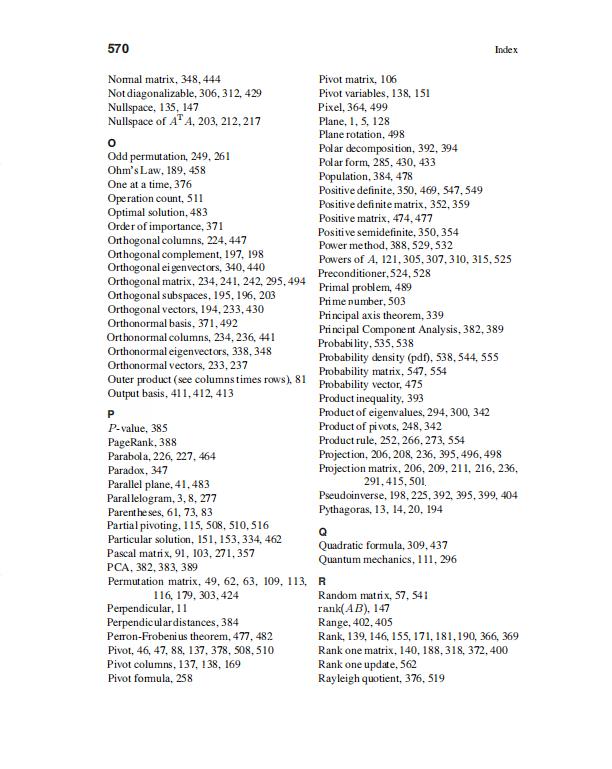 570
Index
Normal matrix, 348, 444
Not diagonalizable, 306, 312, 429
Nullspace, 135, 147
Nullspace of AᵀA, 203, 212, 217
O
Odd permutation, 249, 261
Ohm's Law, 189, 458
One at a time, 376
Operation count, 511
Optimal solution, 483
Order of importance, 371
Orthogonal columns, 224, 447
Orthogonal complement, 197, 198
Orthogonal eigenvectors, 340, 440
Orthogonal matrix, 234, 241, 242, 295, 494
Orthogonal subspaces, 195, 196, 203
Orthogonal vectors, 194, 233, 430
Orthonormal basis, 371, 492
Orthonormal columns, 234, 236, 441
Orthonormal eigenvectors, 338, 348
Orthonormal vectors, 233, 237
Outer product (see columns times rows), 81
Output basis, 411, 412, 413
P
P-value, 385
PageRank, 388
Parabola, 226, 227, 464
Paradox, 347
Parallel plane, 41, 483
Parallelogram, 3, 8, 277
Parentheses, 61, 73, 83
Partial pivoting, 115, 508, 510, 516
Particular solution, 151, 153, 334, 462
Pascal matrix, 91, 103, 271, 357
PCA, 382, 383, 389
Permutation matrix, 49, 62, 63, 109, 113,
116, 179, 303, 424
Perpendicular, 11
Perpendicular distances, 384
Perron-Frobenius theorem, 477, 482
Pivot, 46, 47, 88, 137, 378, 508, 510
Pivot columns, 137, 138, 169
Pivot formula, 258
Pivot matrix, 106
Pivot variables, 138, 151
Pixel, 364, 499
Plane, 1, 5, 128
Plane rotation, 498
Polar decomposition, 392, 394
Polar form, 285, 430, 433
Population, 384, 478
Positive definite, 350, 469, 547, 549
Positive definite matrix, 352, 359
Positive matrix, 474, 477
Positive semidefinite, 350, 354
Power method, 388, 529, 532
Powers of A, 121, 305, 307, 310, 315, 525
Preconditioner, 524, 528
Primal problem, 489
Prime number, 503
Principal axis theorem, 339
Principal Component Analysis, 382, 389
Probability, 535, 538
Probability density (pdf), 538, 544, 555
Probability matrix, 547, 554
Probability vector, 475
Product inequality, 393
Product of eigenvalues, 294, 300, 342
Product of pivots, 248, 342
Product rule, 252, 266, 273, 554
Projection, 206, 208, 236, 395, 496, 498
Projection matrix, 206, 209, 211, 216, 236,
291, 415, 501
Pseudoinverse, 198, 225, 392, 395, 399, 404
Pythagoras, 13, 14, 20, 194
Q
Quadratic formula, 309, 437
Quantum mechanics, 111, 296
R
Random matrix, 57, 541
rank(AB), 147
Range, 402, 405
Rank, 139, 146, 155, 171, 181, 190, 366, 369
Rank one matrix, 140, 188, 318, 372, 400
Rank one update, 562
Rayleigh quotient, 376, 519